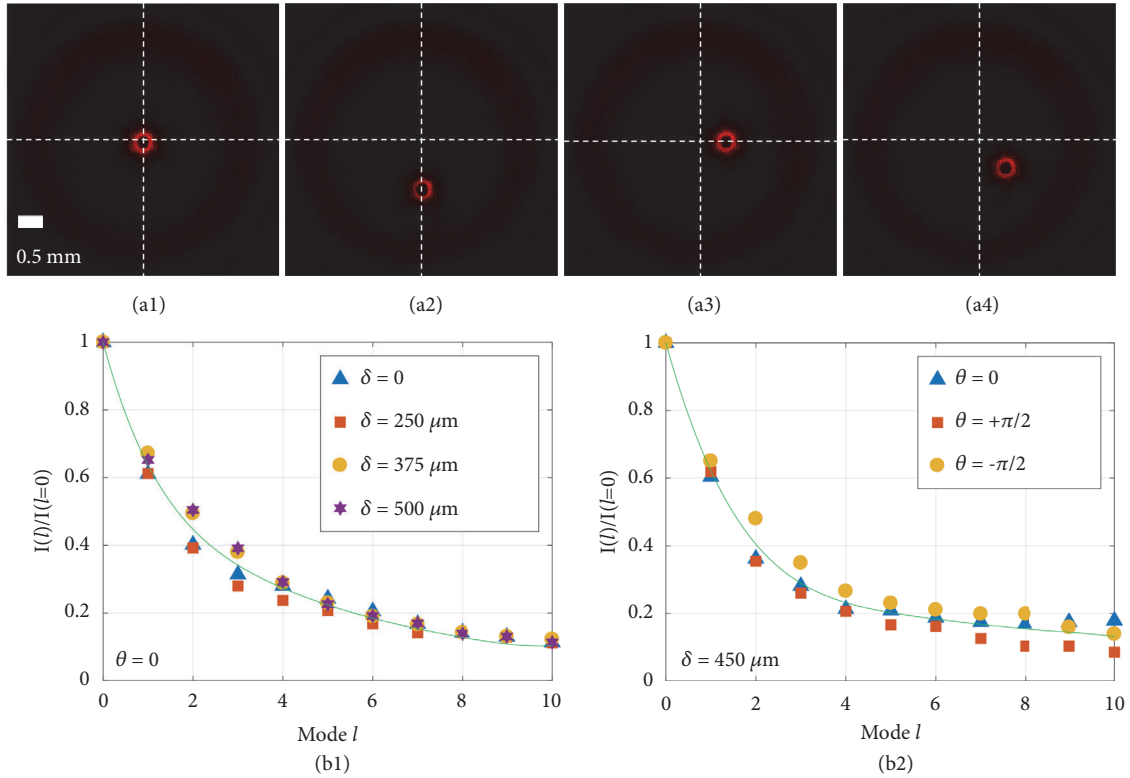 0.5 mm
(a1)
(a2)
(a3)
(a4)
I(l)/I(l=0)
1
0.8
0.6
0.4
0.2
0
δ = 0
δ = 250 μm
δ = 375 μm
δ = 500 μm
θ = 0
0 2 4 6 8 10
Mode l
(b1)
I(l)/I(l=0)
1
0.8
0.6
0.4
0.2
0
θ = 0
θ = +π/2
θ = -π/2
δ = 450 μm
0 2 4 6 8 10
Mode l
(b2)